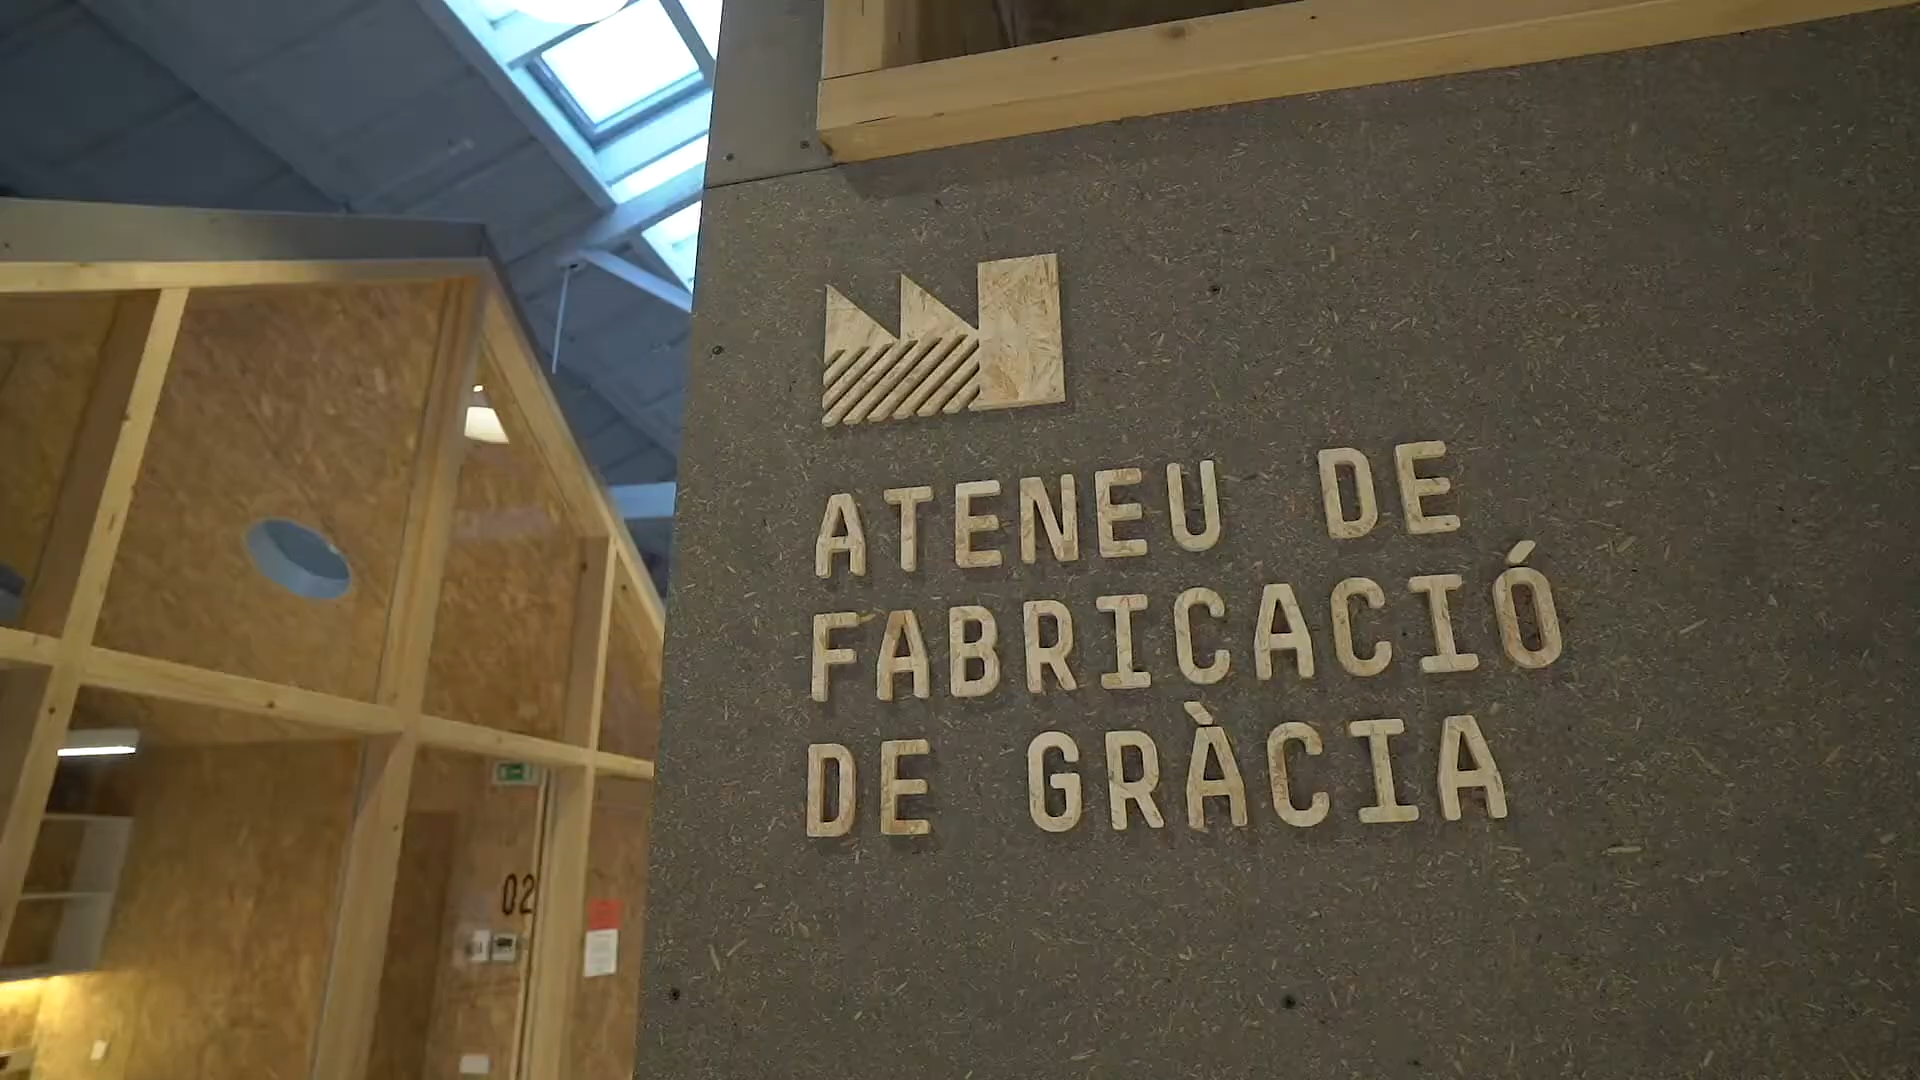 ATENEU DE
FABRICACIÓ
DE GRÀCIA
02